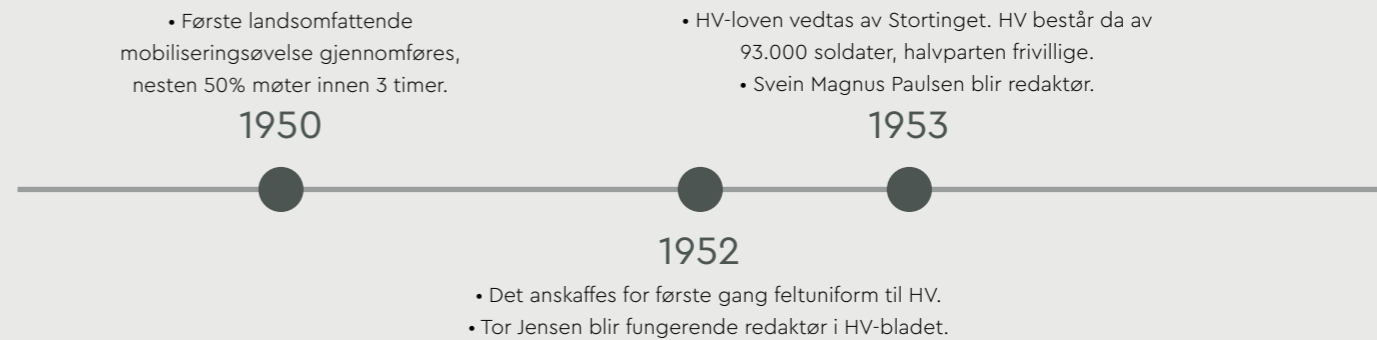 • Første landsomfattende
mobiliseringsøvelse gjennomføres,
nesten 50% møter innen 3 timer.
1950
• HV-loven vedtas av Stortinget. HV består da av
93.000 soldater, halvparten frivillige.
• Svein Magnus Paulsen blir redaktør.
1953
1952
• Det anskaffes for første gang feltuniform til HV.
• Tor Jensen blir fungerende redaktør i HV-bladet.